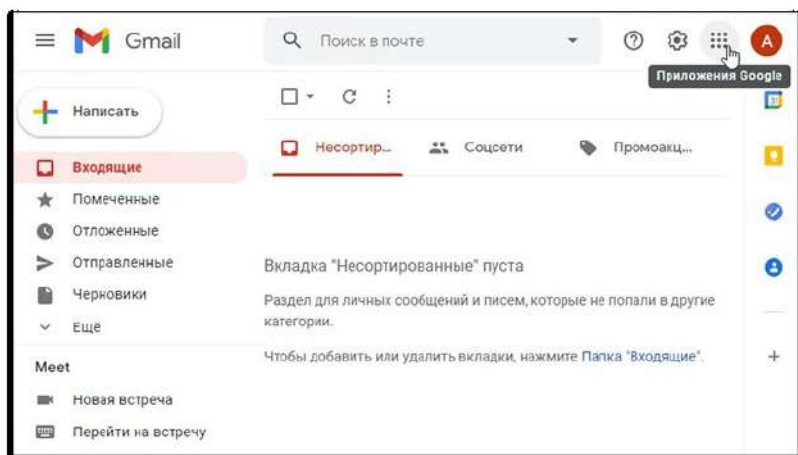 Gmail
Поиск в почте
А
Приложения Google
Написать
Несортир...
Соцсети
Промоакц...
31
Входящие
Помеченные
Отложенные
Отправленные
Черновики
Ещё
Вкладка "Несортированные" пуста
Раздел для личных сообщений и писем, которые не попали в другие
категории.
Чтобы добавить или удалить вкладки, нажмите Папка "Входящие".
Meet
Новая встреча
Перейти на встречу